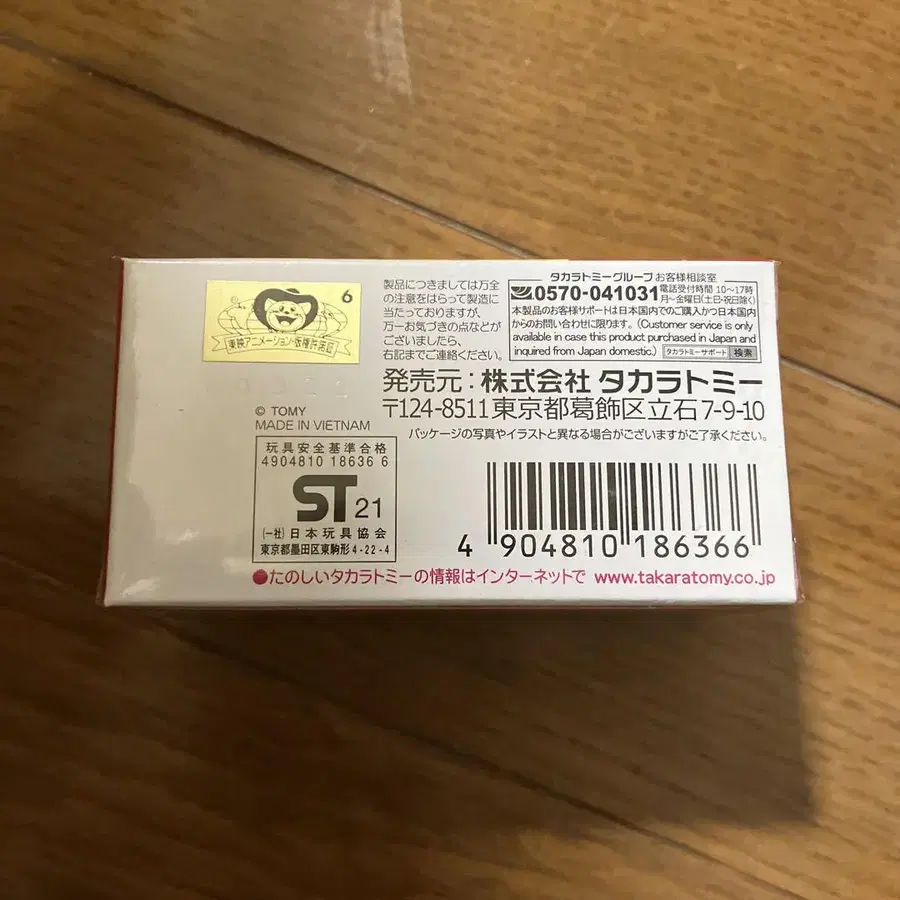 6
東映アニメーション・版権許諾証
© TOMY
MADE IN VIETNAM
玩具安全基準合格
4904810 18636 6
ST 21
(一社)日本玩具協会
東京都墨田区東駒形4-22-4
製品につきましては万全
の注意をはらって製造に
当たっておりますが、
万一お気づきの点などが
ございましたら、
右記までご連絡ください。
タカラトミーグループ お客様相談室
0570-041031 電話受付時間 10〜17時
月〜金曜日(土日・祝日除く)
本製品のお客様サポートは日本国内でのご購入かつ日本国内
からのお問い合わせに限ります。(Customer service is only
available in case this product purchased in Japan and
inquired from Japan domestic.) タカラトミーサポート 検索
発売元：株式会社 タカラトミー
〒124-8511 東京都葛飾区立石7-9-10
パッケージの写真やイラストと異なる場合がございますがご了承ください。
4 904810 186366
●たのしいタカラトミーの情報はインターネットで www.takaratomy.co.jp